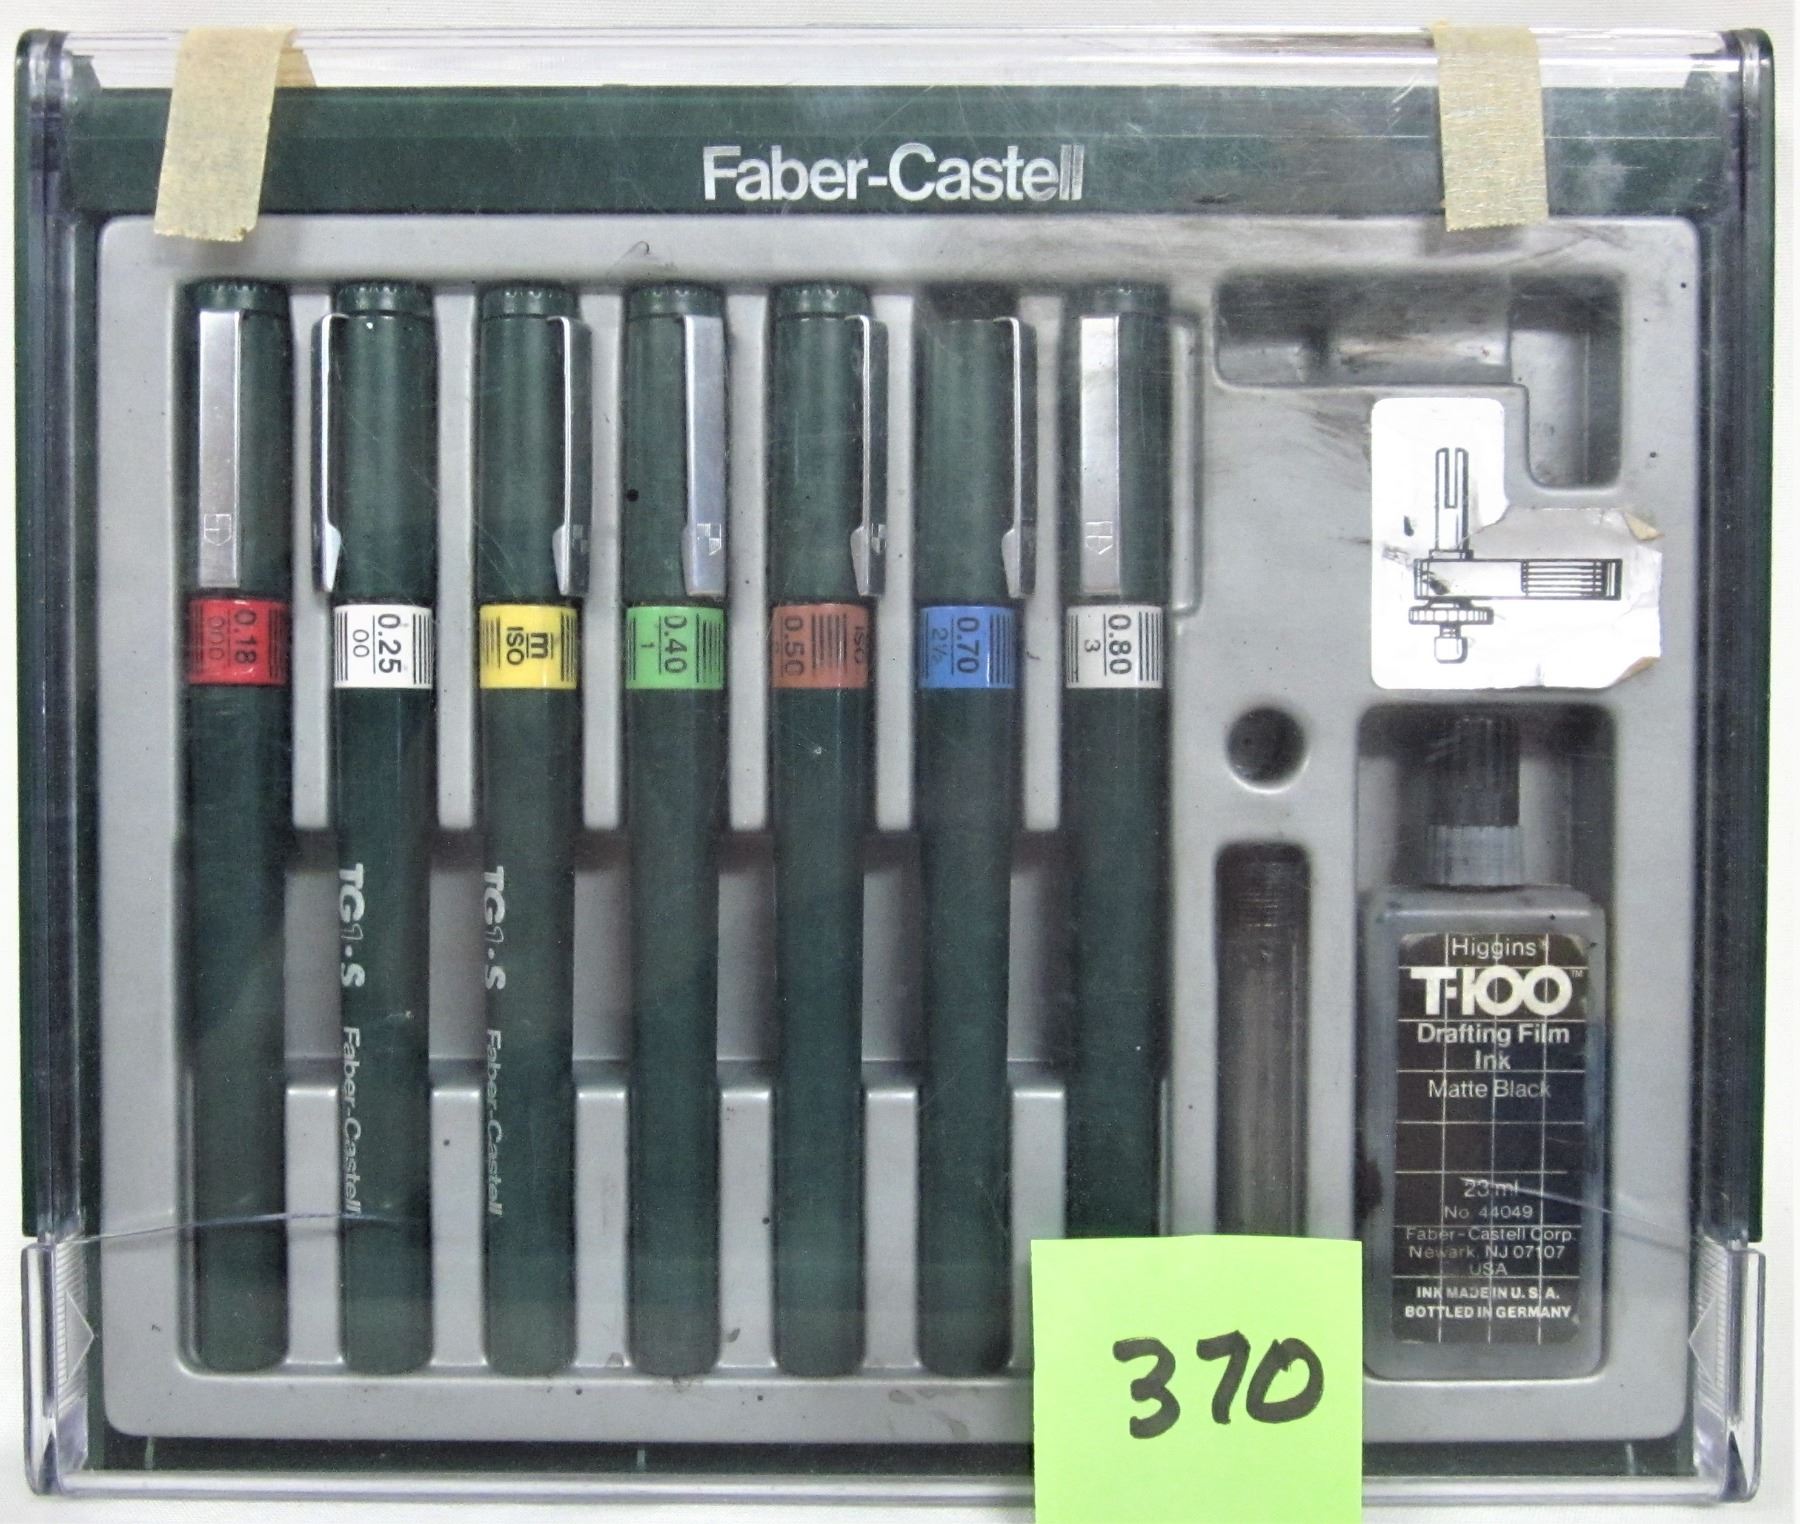 Faber-Castell
0.18
000
0.25
00
m
ISO
0.40
1
0.50
ISO
0.70
2½
0.80
3
TG1-S Faber-Castell
TG1-S Faber-Castell
Higgins
T-100™
Drafting Film
Ink
Matte Black
23 ml
No. 44049
Faber-Castell Corp.
Newark, NJ 07107
USA
INK MADE IN U.S.A.
BOTTLED IN GERMANY
370